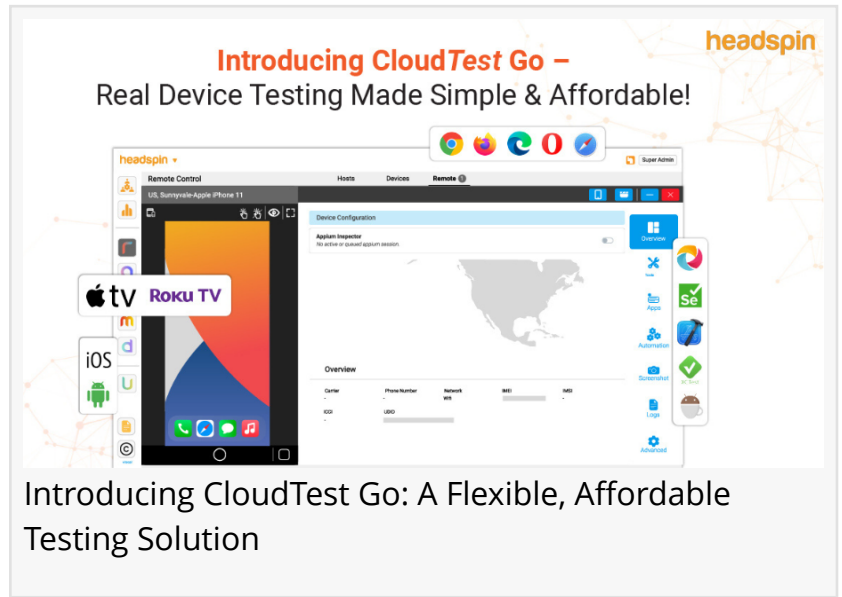 headspin
Introducing CloudTest Go –
Real Device Testing Made Simple & Affordable!
headspin
Super Admin
Remote Control
Hosts
Devices
Remote 1
US, Sunnyvale-Apple iPhone 11
Device Configuration
Appium Inspector
No active or queued appium session.
Overview
Apps
Automation
Screenshot
Logs
Advanced
tv ROKU TV
iOS
Se
Overview
Carrier
Phone Number
Network
IMEI
IMSI
-
-
Wifi
-
UDID
-
Introducing CloudTest Go: A Flexible, Affordable
Testing Solution